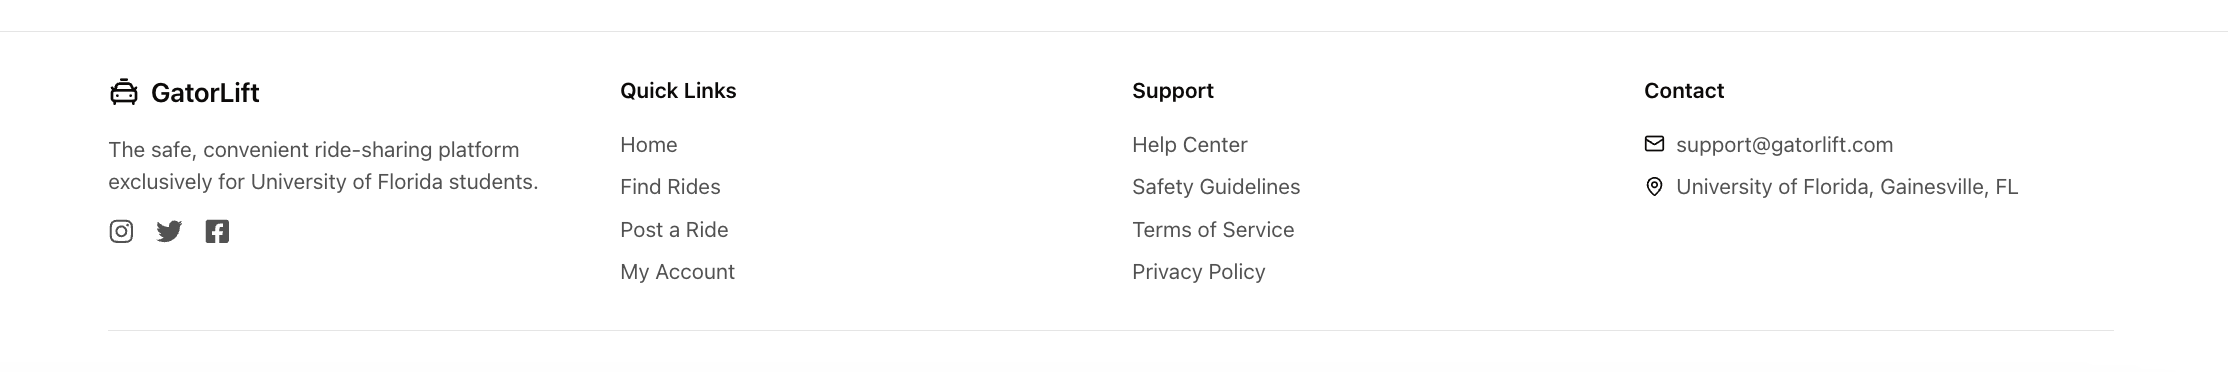 GatorLift
The safe, convenient ride-sharing platform
exclusively for University of Florida students.
Quick Links
Home
Find Rides
Post a Ride
My Account
Support
Help Center
Safety Guidelines
Terms of Service
Privacy Policy
Contact
support@gatorlift.com
University of Florida, Gainesville, FL